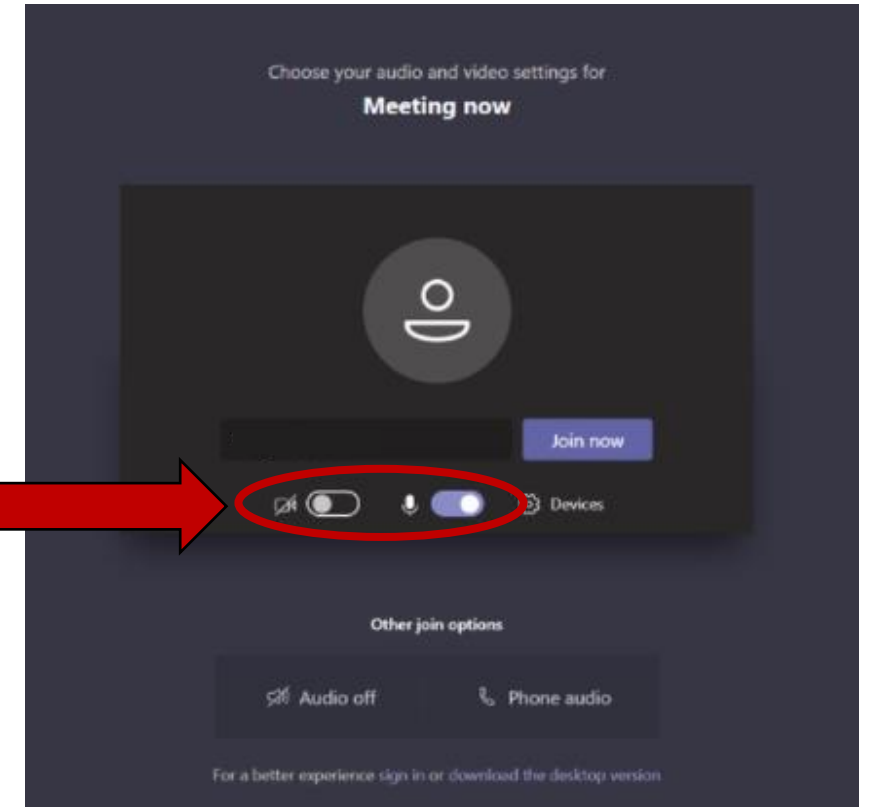 Choose your audio and video settings for
Meeting now
Join now
Devices
Other join options
Audio off
Phone audio
For a better experience sign in or download the desktop version